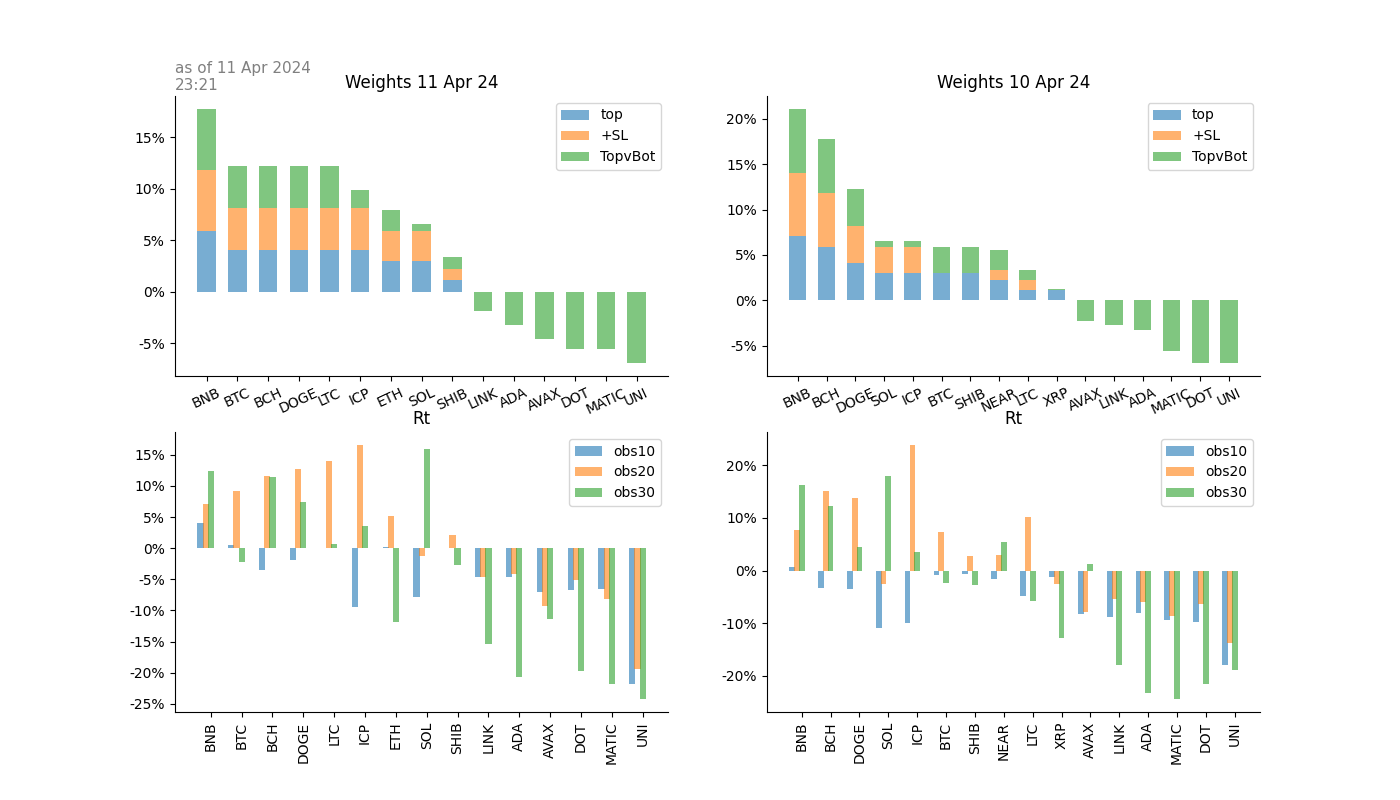 as of 11 Apr 2024
23:21
Weights 11 Apr 24
15%
10%
5%
0%
-5%
top
+SL
TopvBot
BNB BTC BCH DOGE LTC ICP ETH SOL SHIB LINK ADA AVAX DOT MATIC UNI
Weights 10 Apr 24
20%
15%
10%
5%
0%
-5%
top
+SL
TopvBot
BNB BCH DOGE SOL ICP BTC SHIB NEAR LTC XRP AVAX LINK ADA MATIC DOT UNI
Rt
15%
10%
5%
0%
-5%
-10%
-15%
-20%
-25%
obs10
obs20
obs30
BNB BTC BCH DOGE LTC ICP ETH SOL SHIB LINK ADA AVAX DOT MATIC UNI
Rt
20%
10%
0%
-10%
-20%
obs10
obs20
obs30
BNB BCH DOGE SOL ICP BTC SHIB NEAR LTC XRP AVAX LINK ADA MATIC DOT UNI